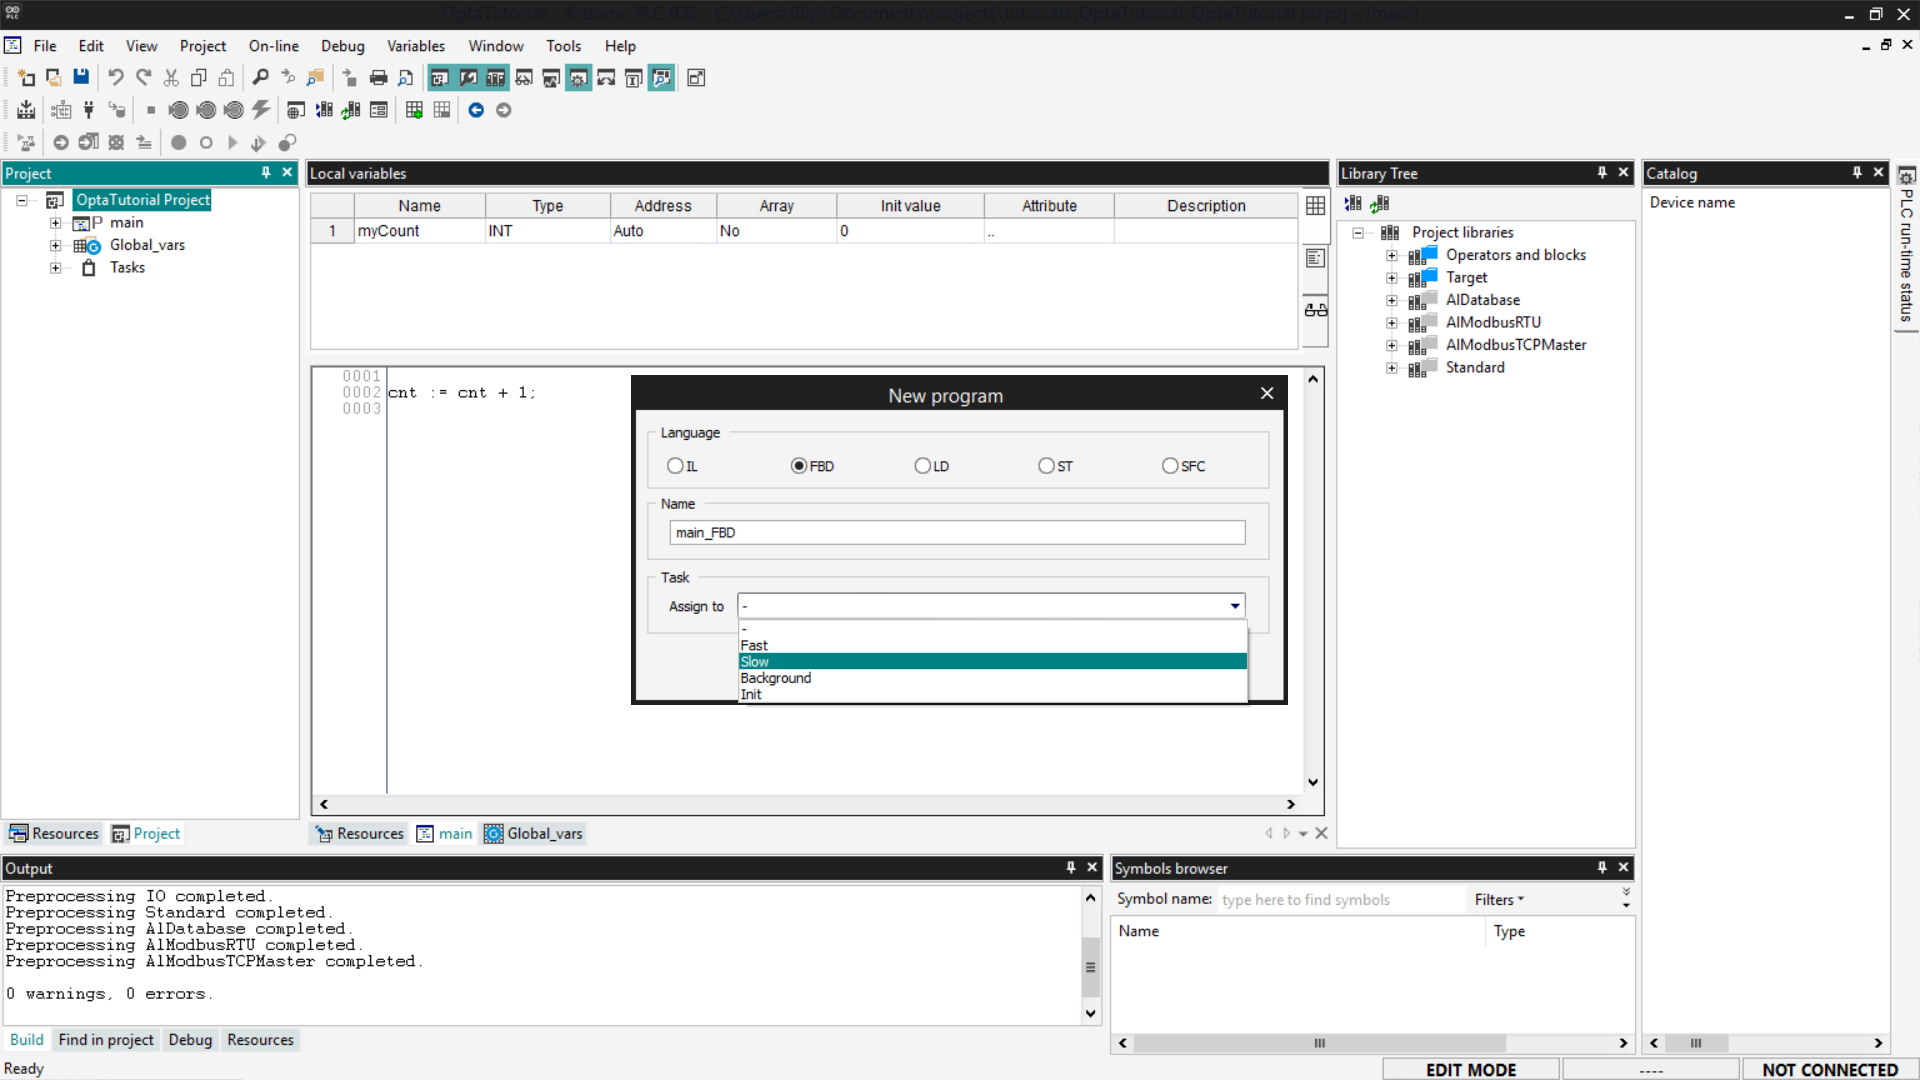 PLC
OptaTutorial - Arduino PLC IDE - C:\Users\filip\Documents\projects\tutorials\OptaTutorial\OptaTutorial.plcprj - [main]
File Edit View Project On-line Debug Variables Window Tools Help
Project
OptaTutorial Project
main
Global_vars
Tasks
Resources Project
Local variables
Name Type Address Array Init value Attribute Description
1 myCount INT Auto No 0 ..
0001
0002 cnt := cnt + 1;
0003
New program
Language
IL FBD LD ST SFC
Name
main_FBD
Task
Assign to -
-
Fast
Slow
Background
Init
Resources main Global_vars
Library Tree
Project libraries
Operators and blocks
Target
AlDatabase
AlModbusRTU
AlModbusTCPMaster
Standard
Catalog
Device name
PLC run-time status
Output
Preprocessing IO completed.
Preprocessing Standard completed.
Preprocessing AlDatabase completed.
Preprocessing AlModbusRTU completed.
Preprocessing AlModbusTCPMaster completed.
0 warnings, 0 errors.
Build Find in project Debug Resources
Symbols browser
Symbol name: type here to find symbols Filters
Name Type
Ready
EDIT MODE ---- NOT CONNECTED